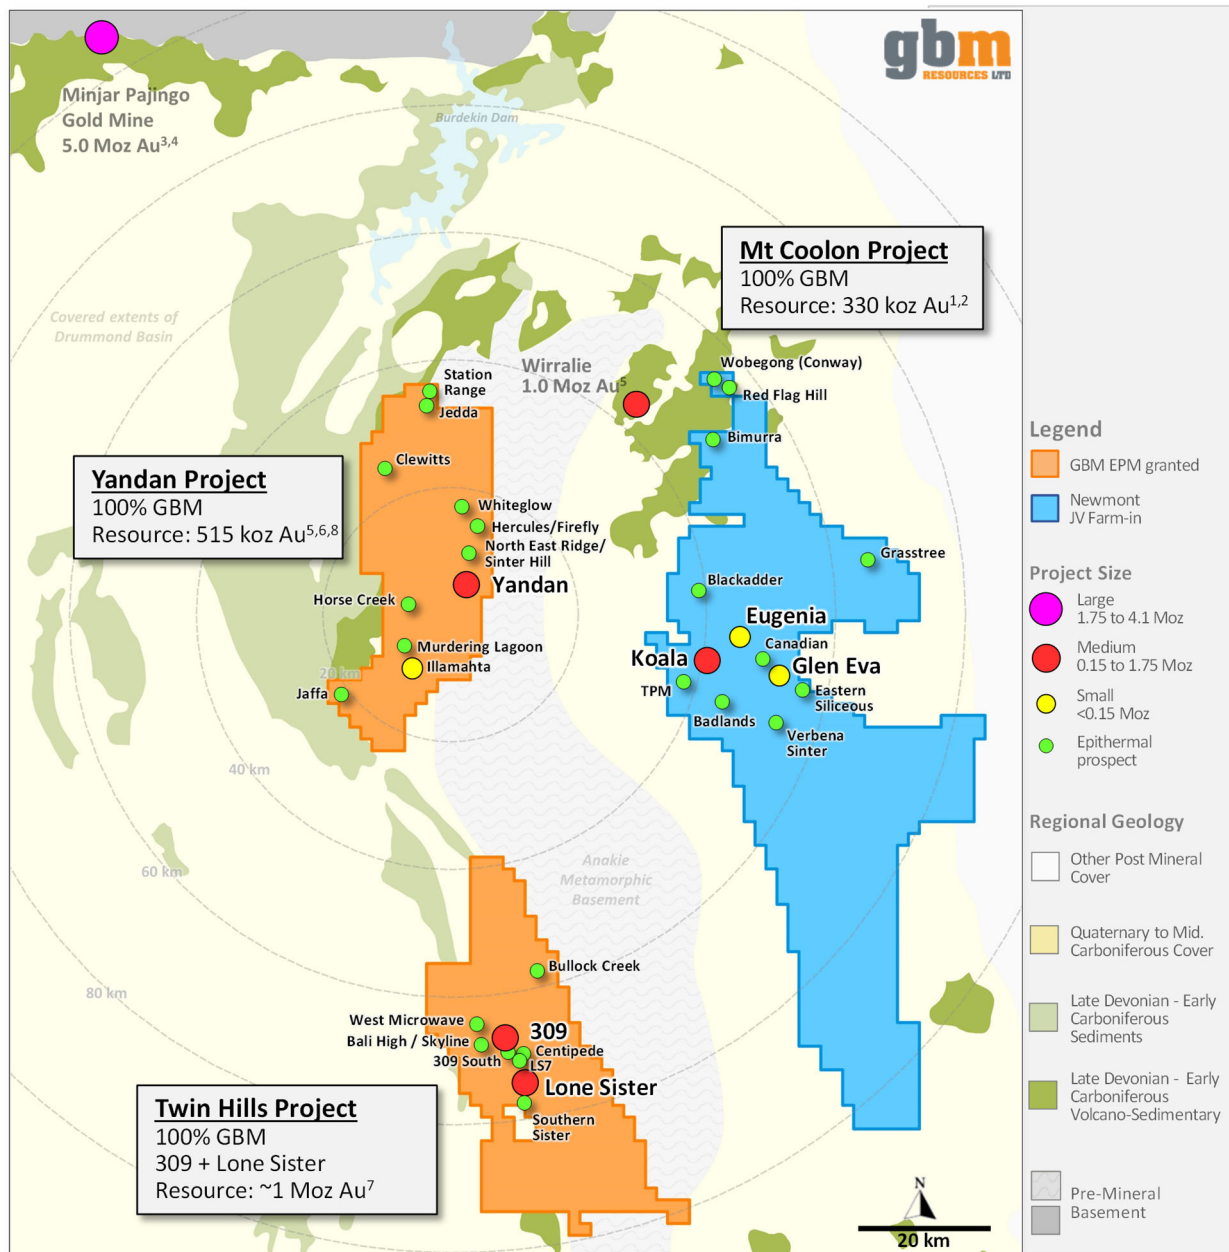 gbm
RESOURCES LTD
Minjar Pajingo
Gold Mine
5.0 Moz Au3,4
Burdekin Dam
Mt Coolon Project
100% GBM
Resource: 330 koz Au1,2
Covered extents of
Drummond Basin
Wirralie
1.0 Moz Au5
Wobegong (Conway)
Red Flag Hill
Bimurra
Station
Range
Jedda
Clewitts
Yandan Project
100% GBM
Resource: 515 koz Au5,6,8
Whiteglow
Hercules/Firefly
North East Ridge/
Sinter Hill
Yandan
Horse Creek
Murdering Lagoon
Illamahta
20 km
Jaffa
Grasstree
Blackadder
Eugenia
Canadian
Koala
Glen Eva
TPM
Eastern
Siliceous
Badlands
Verbena
Sinter
40 km
60 km
80 km
Anakie
Metamorphic
Basement
Bullock Creek
West Microwave
309
Bali High / Skyline
Centipede
309 South
LS7
Lone Sister
Southern
Sister
Twin Hills Project
100% GBM
309 + Lone Sister
Resource: ~1 Moz Au7
N
20 km
Legend
GBM EPM granted
Newmont
JV Farm-in
Project Size
Large
1.75 to 4.1 Moz
Medium
0.15 to 1.75 Moz
Small
<0.15 Moz
Epithermal
prospect
Regional Geology
Other Post Mineral
Cover
Quaternary to Mid.
Carboniferous Cover
Late Devonian - Early
Carboniferous
Sediments
Late Devonian - Early
Carboniferous
Volcano-Sedimentary
Pre-Mineral
Basement